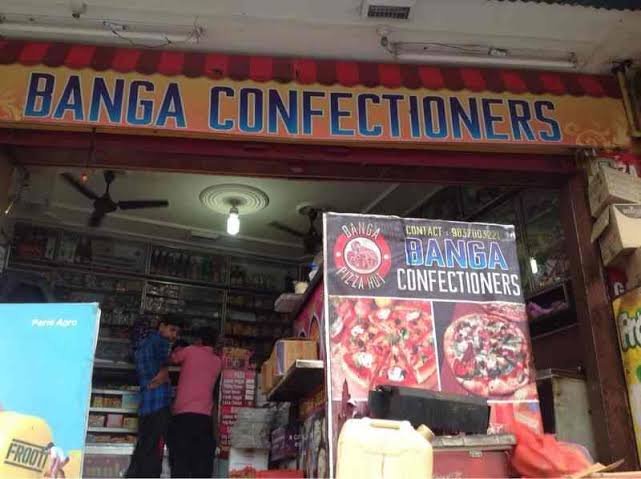 BANGA CONFECTIONERS
CONTACT :
BANGA
CONFECTIONERS
BANGA
PIZZA HUT
Parle Agro
FROOTI